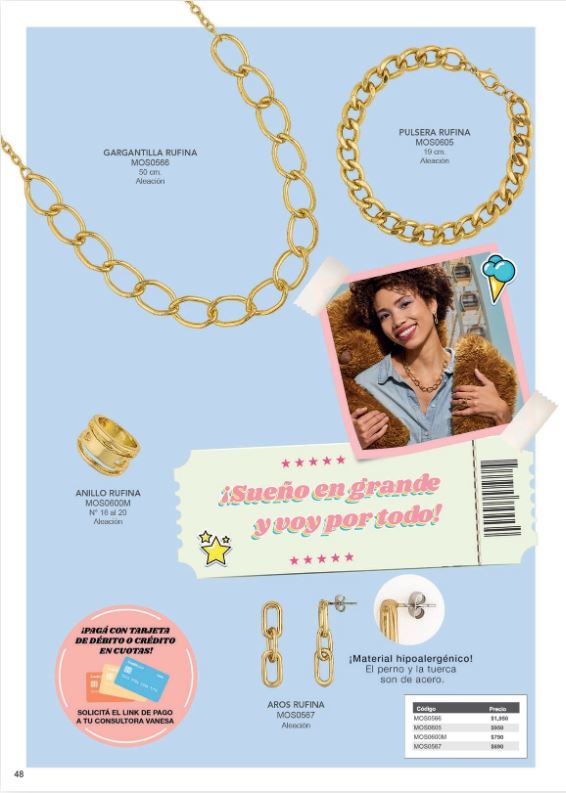 GARGANTILLA RUFINA
MOS0566
50 cm.
Aleación
PULSERA RUFINA
MOS0605
19 cm.
Aleación
ANILLO RUFINA
MOS0600M
N° 16 al 20
Aleación
¡Sueño en grande
y voy por todo!
¡PAGÁ CON TARJETA
DE DÉBITO O CRÉDITO
EN CUOTAS!
SOLICITÁ EL LINK DE PAGO
A TU CONSULTORA VANESA
AROS RUFINA
MOS0567
Aleación
¡Material hipoalergénico!
El perno y la tuerca
son de acero.
Código Precio
MOS0566 $1,950
MOS0605 $950
MOS0600M $790
MOS0567 $690
48